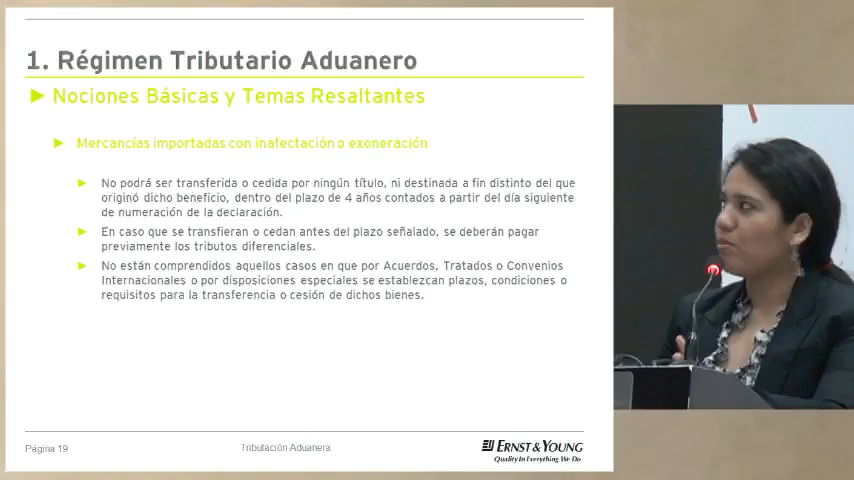 1. Régimen Tributario Aduanero
► Nociones Básicas y Temas Resaltantes
► Mercancías importadas con inafectación o exoneración
► No podrá ser transferida o cedida por ningún título, ni destinada a fin distinto del que
originó dicho beneficio, dentro del plazo de 4 años contados a partir del día siguiente
de numeración de la declaración.
► En caso que se transfieran o cedan antes del plazo señalado, se deberán pagar
previamente los tributos diferenciales.
► No están comprendidos aquellos casos en que por Acuerdos, Tratados o Convenios
Internacionales o por disposiciones especiales se establezcan plazos, condiciones o
requisitos para la transferencia o cesión de dichos bienes.
Página 19
Tributación Aduanera
ERNST & YOUNG
Quality In Everything We Do